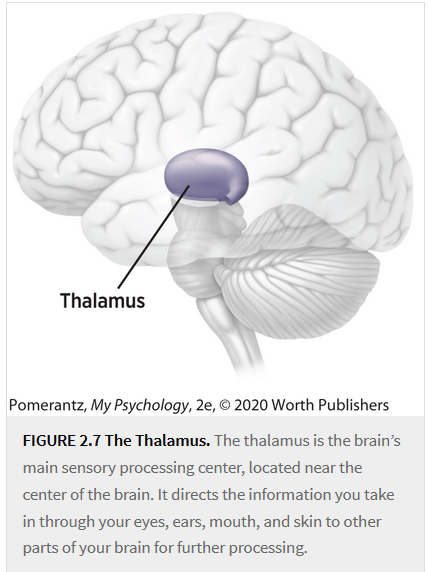 Thalamus
Pomerantz, My Psychology, 2e, © 2020 Worth Publishers
FIGURE 2.7 The Thalamus. The thalamus is the brain’s
main sensory processing center, located near the
center of the brain. It directs the information you take
in through your eyes, ears, mouth, and skin to other
parts of your brain for further processing.